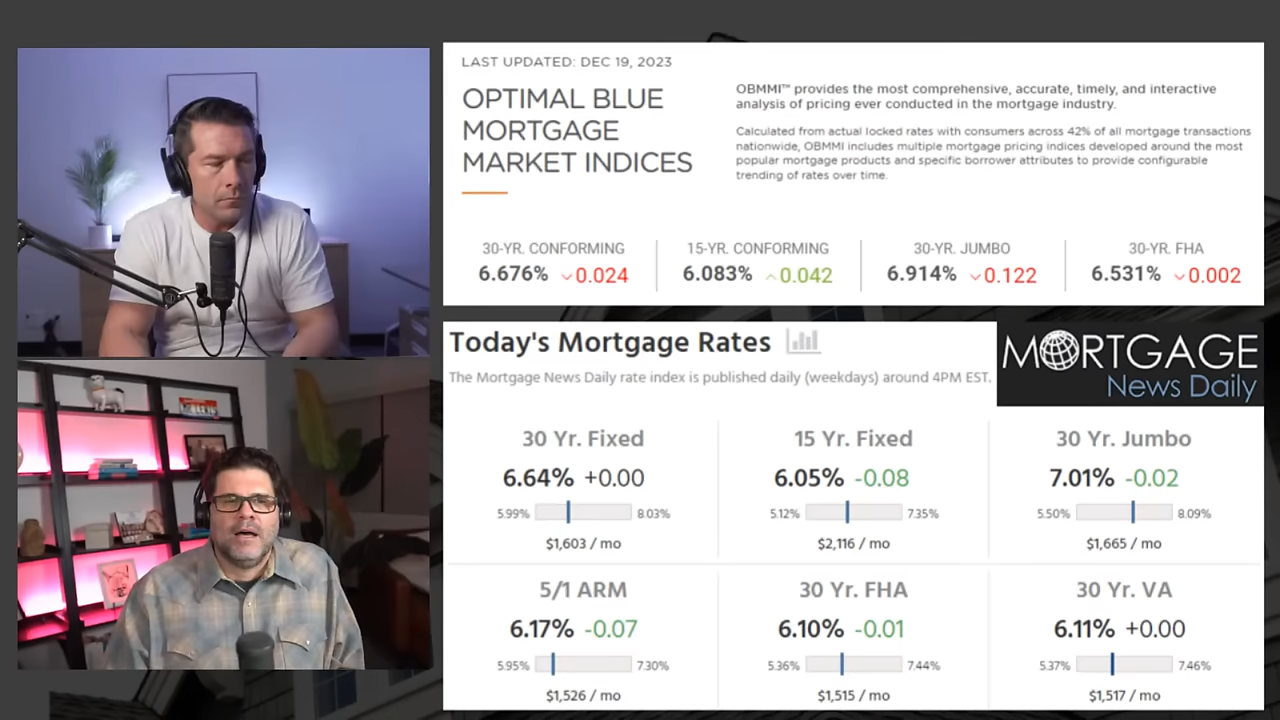 LAST UPDATED: DEC 19, 2023
OPTIMAL BLUE
MORTGAGE
MARKET INDICES
OBMMI™ provides the most comprehensive, accurate, timely, and interactive
analysis of pricing ever conducted in the mortgage industry.
Calculated from actual locked rates with consumers across 42% of all mortgage transactions
nationwide, OBMMI includes multiple mortgage pricing indices developed around the most
popular mortgage products and specific borrower attributes to provide configurable
trending of rates over time.
30-YR. CONFORMING 15-YR. CONFORMING 30-YR. JUMBO 30-YR. FHA
6.676% 0.024 6.083% 0.042 6.914% 0.122 6.531% 0.002
Today's Mortgage Rates
The Mortgage News Daily rate index is published daily (weekdays) around 4PM EST.
MORTGAGE
News Daily
30 Yr. Fixed 15 Yr. Fixed 30 Yr. Jumbo
6.64% +0.00 6.05% -0.08 7.01% -0.02
5.99% 8.03% 5.12% 7.35% 5.50% 8.09%
$1,603 / mo $2,116 / mo $1,665 / mo
5/1 ARM 30 Yr. FHA 30 Yr. VA
6.17% -0.07 6.10% -0.01 6.11% +0.00
5.95% 7.30% 5.36% 7.44% 5.37% 7.46%
$1,526 / mo $1,515 / mo $1,517 / mo